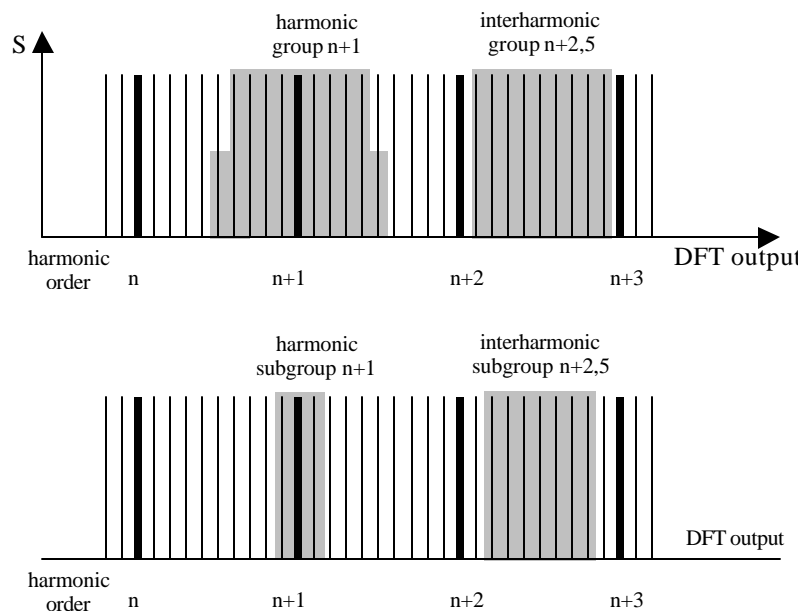 harmonic
group n+1
interharmonic
group n+2,5
S
DFT output
harmonic
order
n
n+1
n+2
n+3
harmonic
subgroup n+1
interharmonic
subgroup n+2,5
DFT output
harmonic
order
n
n+1
n+2
n+3